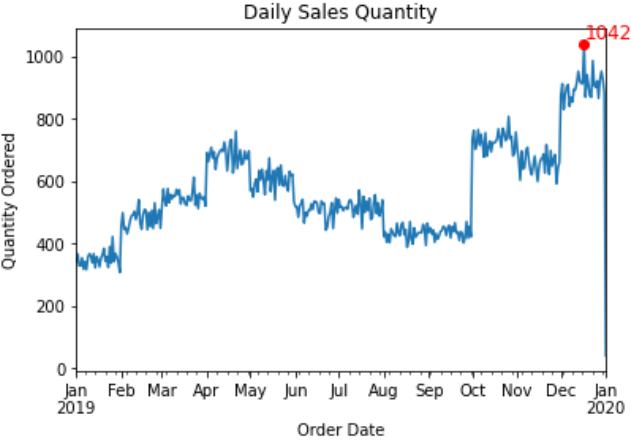 Daily Sales Quantity
1042
1000
800
600
400
200
0
Quantity Ordered
Jan Feb Mar Apr May Jun Jul Aug Sep Oct Nov Dec Jan
2019 2020
Order Date